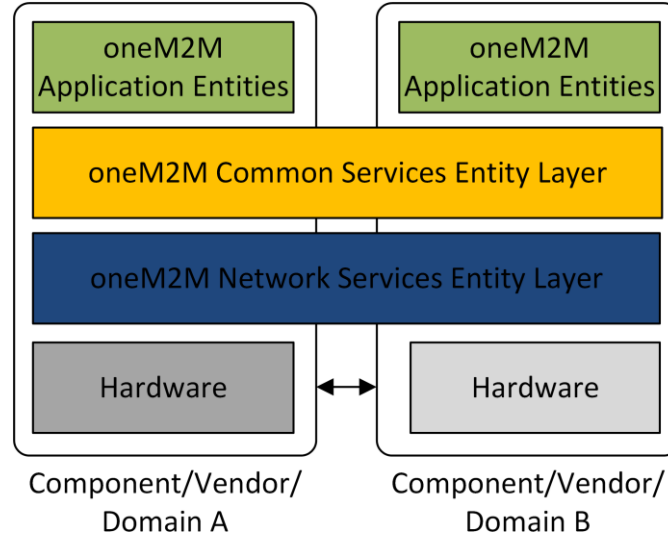 oneM2M
Application Entities
oneM2M
Application Entities
oneM2M Common Services Entity Layer
oneM2M Network Services Entity Layer
Hardware
Hardware
Component/Vendor/
Domain A
Component/Vendor/
Domain B